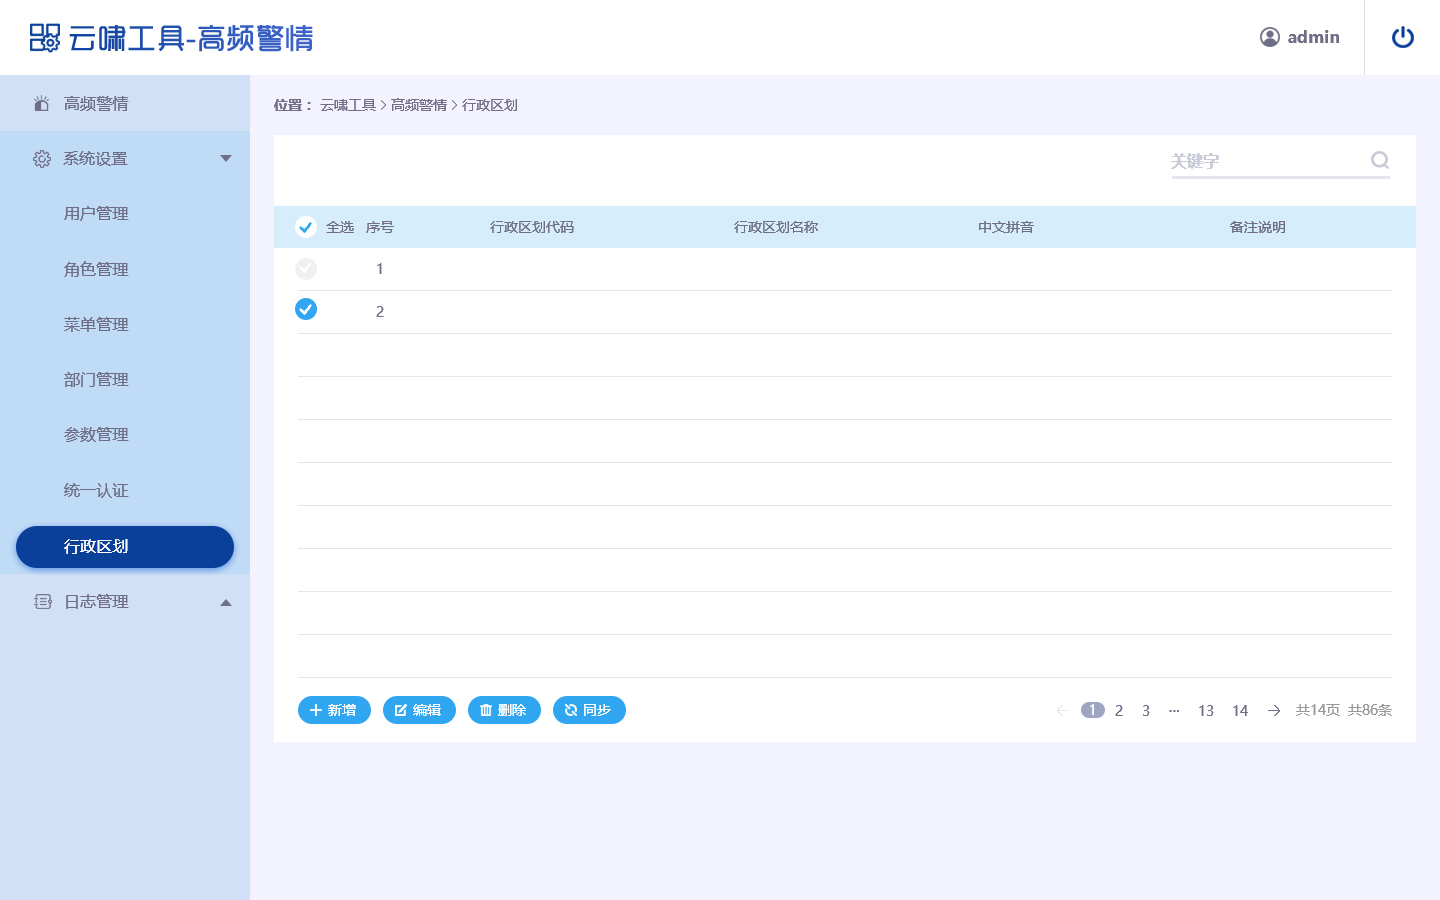 云啸工具-高频警情
admin
高频警情
系统设置
用户管理
角色管理
菜单管理
部门管理
参数管理
统一认证
行政区划
日志管理
位置： 云啸工具 > 高频警情 > 行政区划
关键字
全选 序号 行政区划代码 行政区划名称 中文拼音 备注说明
1
2
新增 编辑 删除 同步
1 2 3 ··· 13 14 共14页 共86条